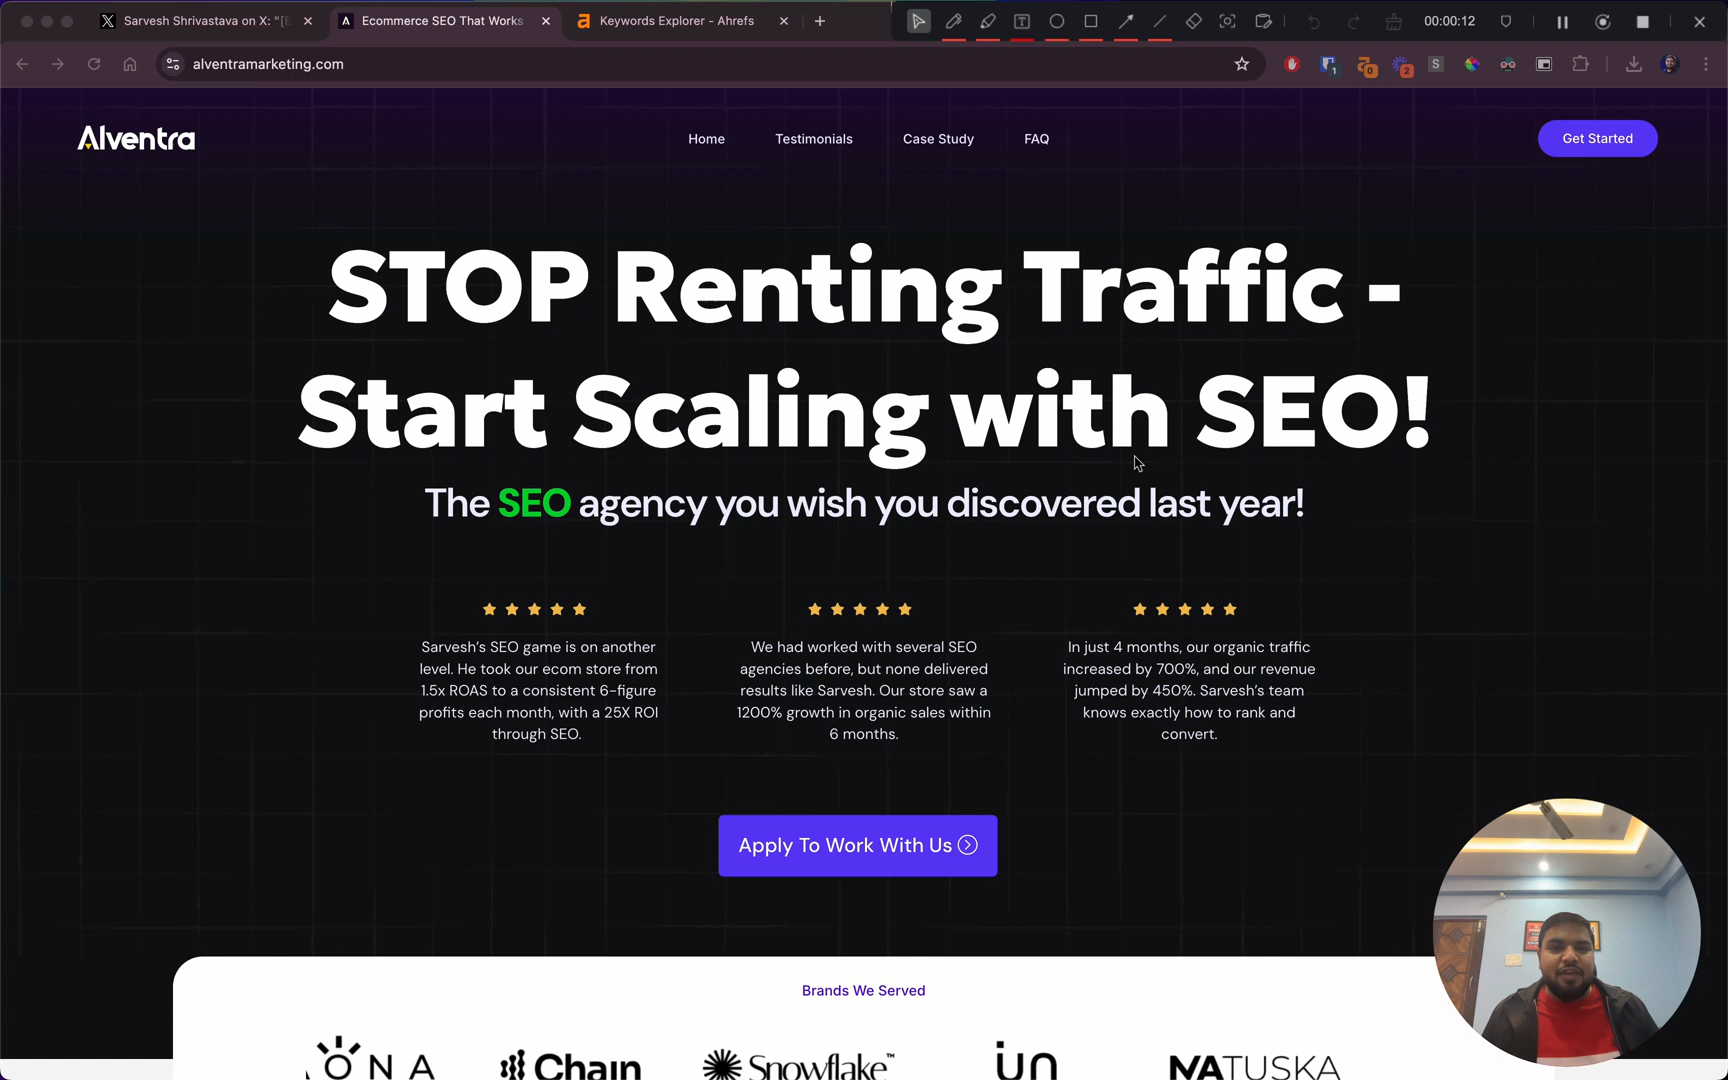 Sarvesh Shrivastava on X: "[E
Ecommerce SEO That Works
Keywords Explorer - Ahrefs
00:00:12
alventramarketing.com
1
0
2
S
Alventra
Home
Testimonials
Case Study
FAQ
Get Started
STOP Renting Traffic -
Start Scaling with SEO!
The SEO agency you wish you discovered last year!
Sarvesh’s SEO game is on another
level. He took our ecom store from
1.5x ROAS to a consistent 6-figure
profits each month, with a 25X ROI
through SEO.
We had worked with several SEO
agencies before, but none delivered
results like Sarvesh. Our store saw a
1200% growth in organic sales within
6 months.
In just 4 months, our organic traffic
increased by 700%, and our revenue
jumped by 450%. Sarvesh’s team
knows exactly how to rank and
convert.
Apply To Work With Us
Brands We Served
ONA
Chain
Snowflake™
un
NATUSKA